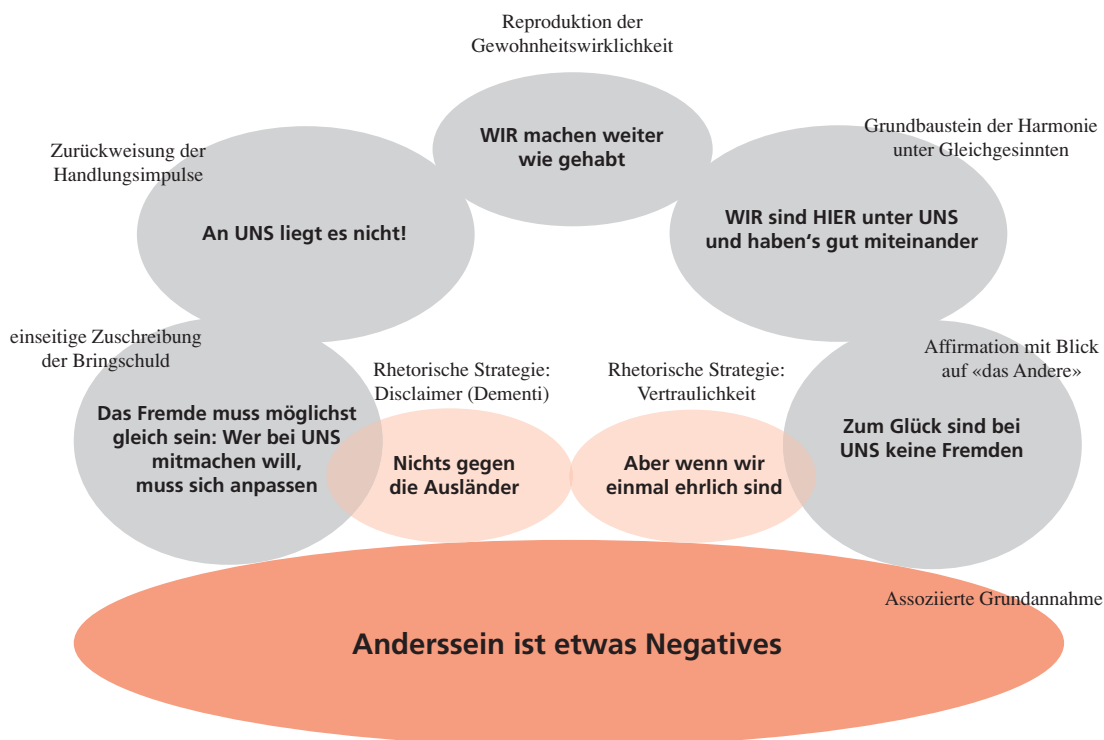 Reproduktion der
Gewohnheitswirklichkeit
WIR machen weiter
wie gehabt
Zurückweisung der
Handlungsimpulse
An UNS liegt es nicht!
Grundbaustein der Harmonie
unter Gleichgesinnten
WIR sind HIER unter UNS
und haben‘s gut miteinander
einseitige Zuschreibung
der Bringschuld
Das Fremde muss möglichst
gleich sein: Wer bei UNS
mitmachen will,
muss sich anpassen
Rhetorische Strategie:
Disclaimer (Dementi)
Nichts gegen
die Ausländer
Rhetorische Strategie:
Vertraulichkeit
Aber wenn wir
einmal ehrlich sind
Affirmation mit Blick
auf «das Andere»
Zum Glück sind bei
UNS keine Fremden
Assoziierte Grundannahme
Anderssein ist etwas Negatives